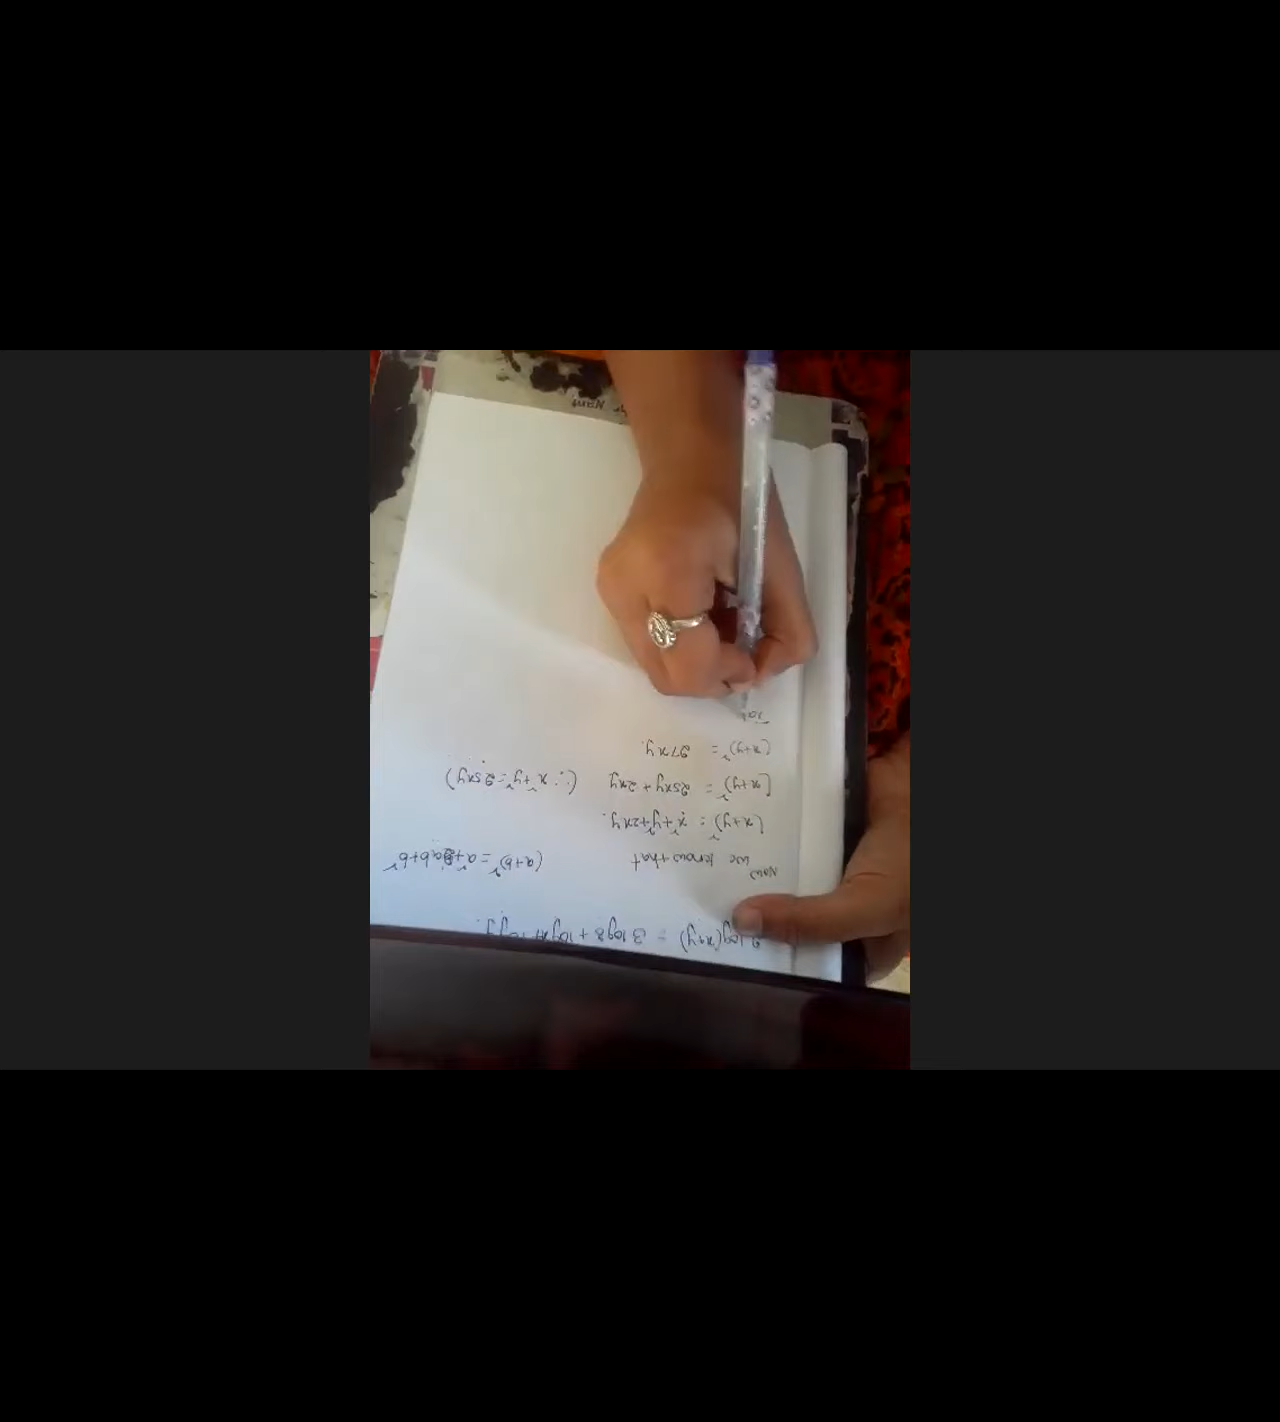 2 log(x+y) = 3 log3 + logx + logy.
Now
we know that (a+b)² = a²+2ab+b²
(x+y)² = x²+y²+2xy.
(x+y)² = 25xy + 2xy (∵ x²+y² = 25xy)
(x+y)² = 27xy.